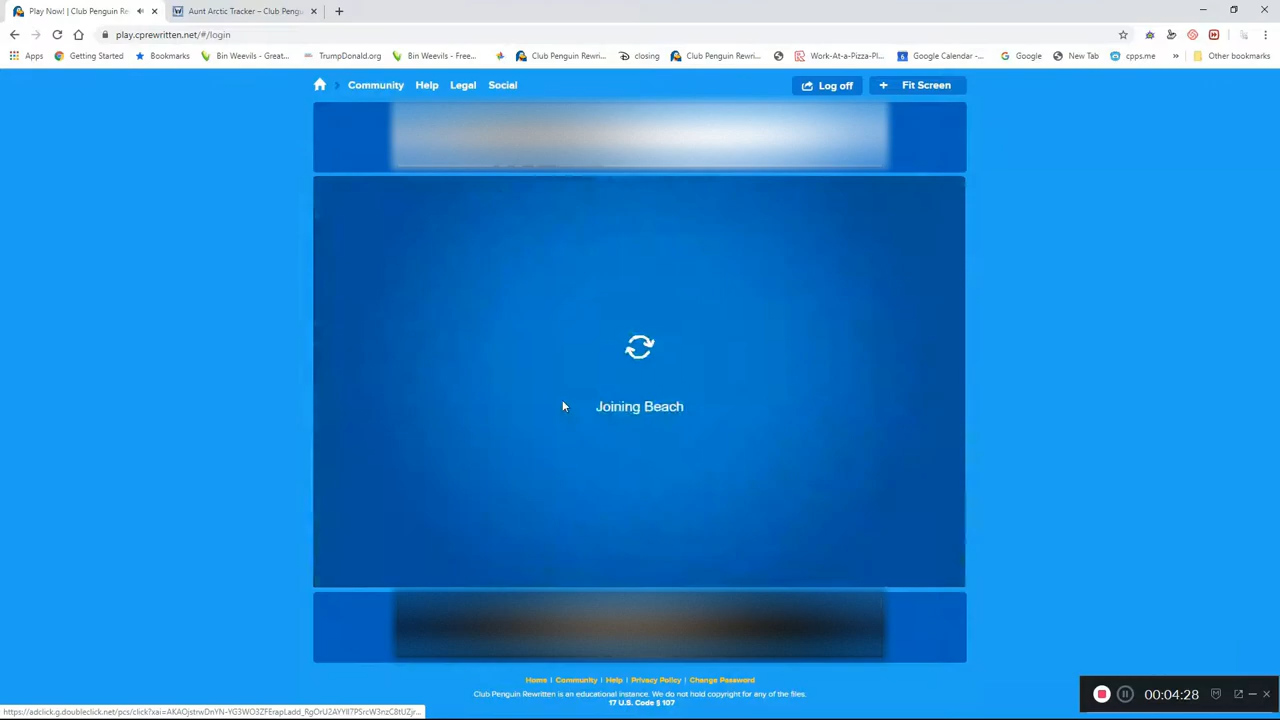 Play Now! | Club Penguin Re
Aunt Arctic Tracker – Club Pengu
play.cprewritten.net/#/login
Apps
Getting Started
Bookmarks
Bin Weevils - Great...
TrumpDonald.org
Bin Weevils - Free...
Club Penguin Rewri...
closing
Club Penguin Rewri...
Work-At-a-Pizza-Pl...
Google Calendar -...
Google
New Tab
cpps.me
»
Other bookmarks
Community
Help
Legal
Social
Log off
+ Fit Screen
Joining Beach
Home | Community | Help | Privacy Policy | Change Password
Club Penguin Rewritten is an educational instance. We do not hold copyright for any of the files.
17 U.S. Code § 107
00:04:28